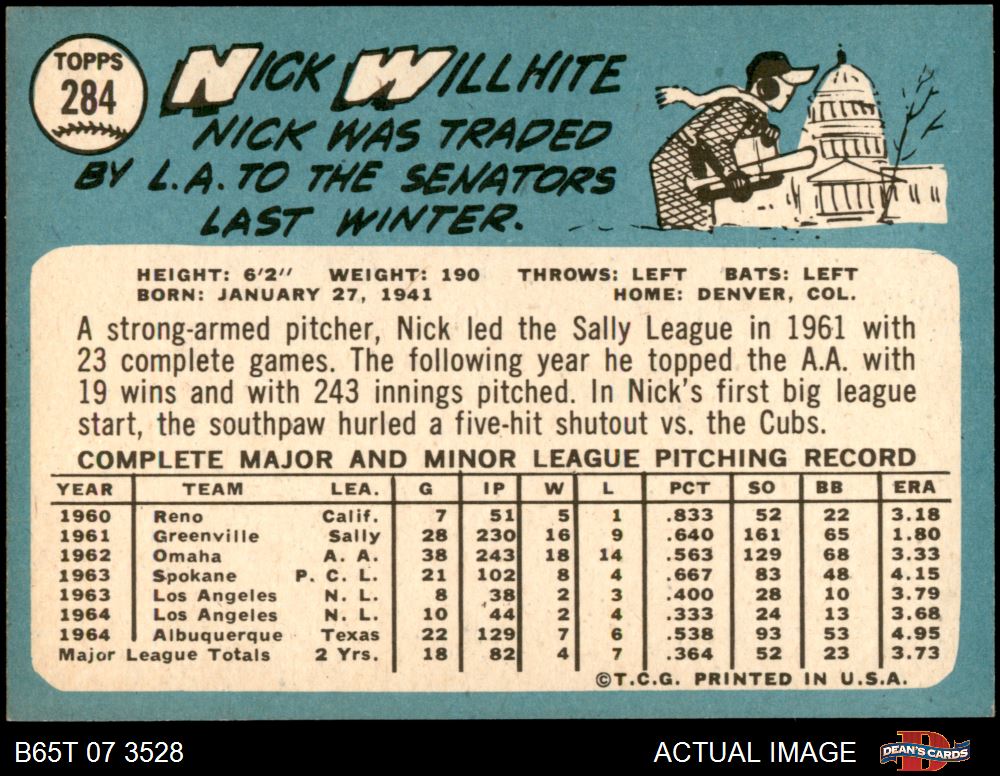 TOPPS
284
NICK WILLHITE
NICK WAS TRADED
BY L.A. TO THE SENATORS
LAST WINTER.
N
HEIGHT: 6'2" WEIGHT: 190 THROWS: LEFT BATS: LEFT
BORN: JANUARY 27, 1941 HOME: DENVER, COL.
A strong-armed pitcher, Nick led the Sally League in 1961 with
23 complete games. The following year he topped the A.A. with
19 wins and with 243 innings pitched. In Nick's first big league
start, the southpaw hurled a five-hit shutout vs. the Cubs.
COMPLETE MAJOR AND MINOR LEAGUE PITCHING RECORD
YEAR TEAM LEA. G IP W L PCT SO BB ERA
1960 Reno Calif. 7 51 5 1 .833 52 22 3.18
1961 Greenville Sally 28 230 16 9 .640 161 65 1.80
1962 Omaha A. A. 38 243 18 14 .563 129 68 3.33
1963 Spokane P. C. L. 21 102 8 4 .667 83 48 4.15
1963 Los Angeles N. L. 8 38 2 3 .400 28 10 3.79
1964 Los Angeles N. L. 10 44 2 4 .333 24 13 3.68
1964 Albuquerque Texas 22 129 7 6 .538 93 53 4.95
Major League Totals 2 Yrs. 18 82 4 7 .364 52 23 3.73
©T.C.G. PRINTED IN U.S.A.
B65T 07 3528 ACTUAL IMAGE D DEAN'S CARDS